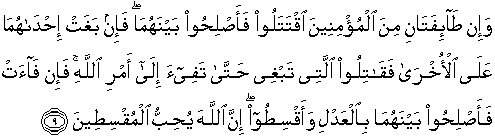 وَإِن طَآئِفَتَانِ مِنَ ٱلْمُؤْمِنِينَ ٱقْتَتَلُوا۟ فَأَصْلِحُوا۟ بَيْنَهُمَا ۖ فَإِنۢ بَغَتْ إِحْدَىٰهُمَا
عَلَى ٱلْأُخْرَىٰ فَقَـٰتِلُوا۟ ٱلَّتِى تَبْغِى حَتَّىٰ تَفِىٓءَ إِلَىٰٓ أَمْرِ ٱللَّهِ ۚ فَإِن فَآءَتْ
فَأَصْلِحُوا۟ بَيْنَهُمَا بِٱلْعَدْلِ وَأَقْسِطُوٓا۟ ۖ إِنَّ ٱللَّهَ يُحِبُّ ٱلْمُقْسِطِينَ ٩